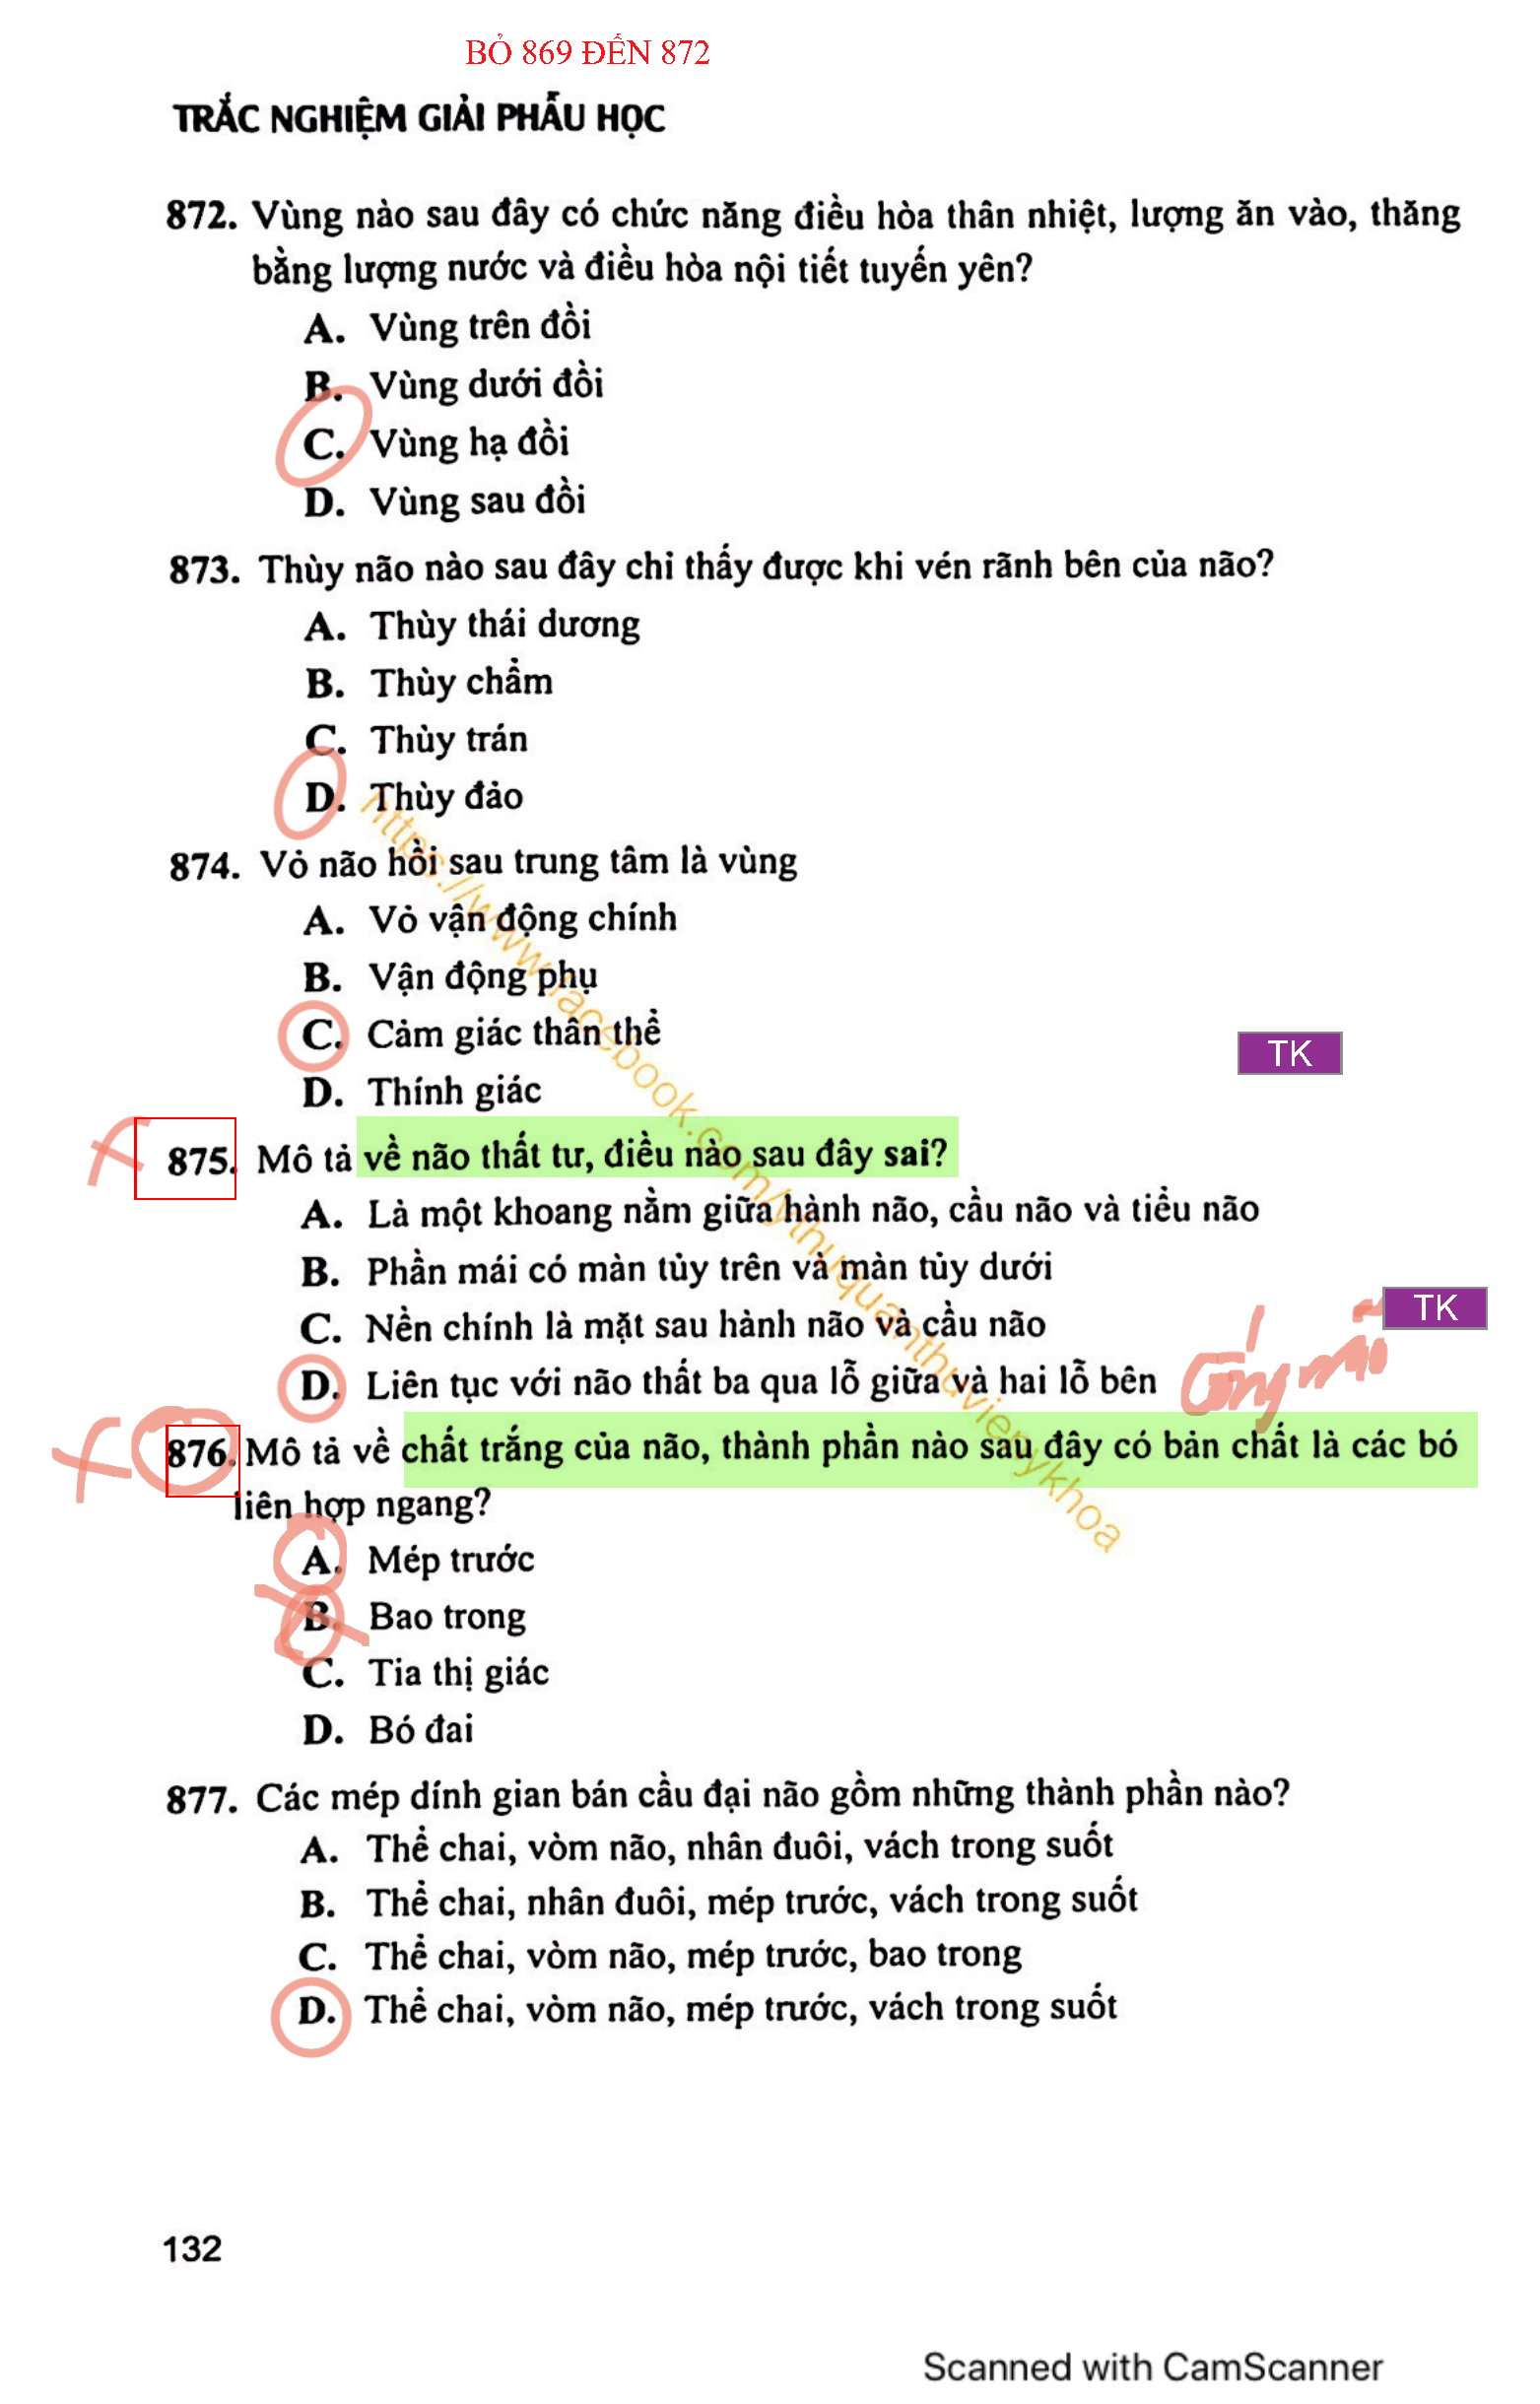 BỎ 869 ĐẾN 872
TRẮC NGHIỆM GIẢI PHẪU HỌC
872. Vùng nào sau đây có chức năng điều hòa thân nhiệt, lượng ăn vào, thăng
bằng lượng nước và điều hòa nội tiết tuyến yên?
A. Vùng trên đồi
B. Vùng dưới đồi
C. Vùng hạ đồi
D. Vùng sau đồi
873. Thùy não nào sau đây chỉ thấy được khi vén rãnh bên của não?
A. Thùy thái dương
B. Thùy chẩm
C. Thùy trán
D. Thùy đảo
874. Vỏ não hồi sau trung tâm là vùng
A. Vỏ vận động chính
B. Vận động phụ
C. Cảm giác thân thể
D. Thính giác
TK
875. Mô tả về não thất tư, điều nào sau đây sai?
A. Là một khoang nằm giữa hành não, cầu não và tiểu não
B. Phần mái có màn tủy trên và màn tủy dưới
C. Nền chính là mặt sau hành não và cầu não
TK
D. Liên tục với não thất ba qua lỗ giữa và hai lỗ bên cống não
876. Mô tả về chất trắng của não, thành phần nào sau đây có bản chất là các bó
liên hợp ngang?
A. Mép trước
B. Bao trong
C. Tia thị giác
D. Bó đai
877. Các mép dính gian bán cầu đại não gồm những thành phần nào?
A. Thể chai, vòm não, nhân đuôi, vách trong suốt
B. Thể chai, nhân đuôi, mép trước, vách trong suốt
C. Thể chai, vòm não, mép trước, bao trong
D. Thể chai, vòm não, mép trước, vách trong suốt
https://www.facebook.com/ythuquanthuvienykhoa
132
Scanned with CamScanner